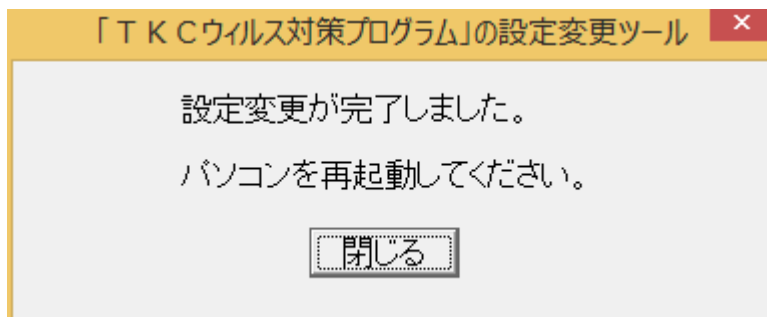 「ＴＫＣウィルス対策プログラム」の設定変更ツール
設定変更が完了しました。
パソコンを再起動してください。
閉じる